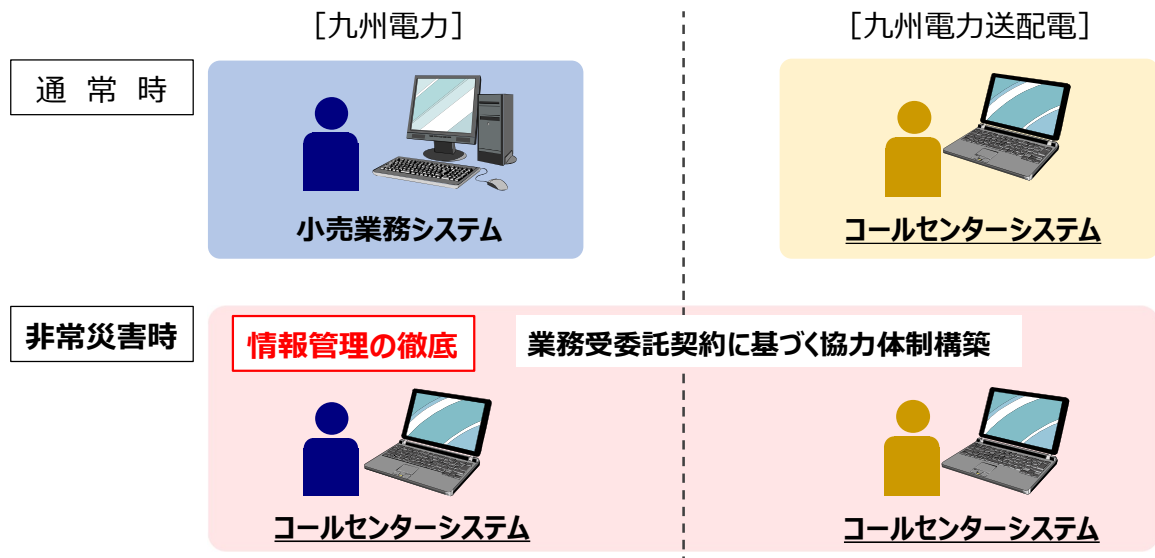 ［九州電力］
［九州電力送配電］
通常時
小売業務システム
コールセンターシステム
非常災害時
情報管理の徹底
業務受委託契約に基づく協力体制構築
コールセンターシステム
コールセンターシステム